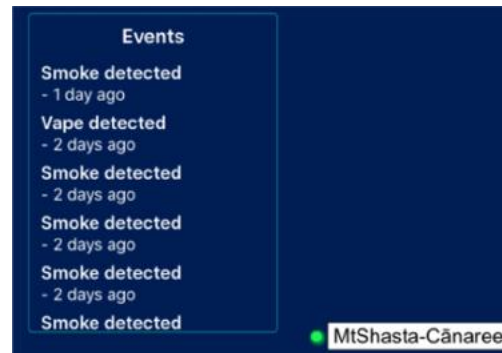 Events
Smoke detected
- 1 day ago
Vape detected
- 2 days ago
Smoke detected
- 2 days ago
Smoke detected
- 2 days ago
Smoke detected
- 2 days ago
Smoke detected
MtShasta-Cānaree